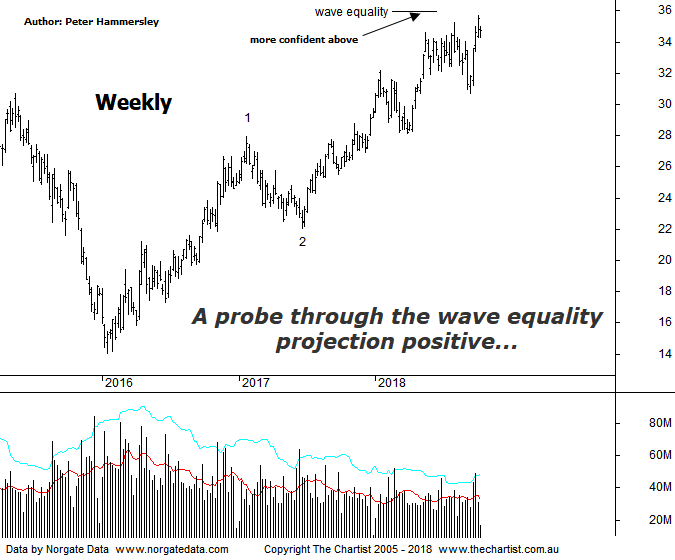 wave equality
Author: Peter Hammersley
more confident above
Weekly
1
2
A probe through the wave equality
projection positive...
36
34
32
30
28
26
24
22
20
18
16
14
2016 2017 2018
80M
60M
40M
20M
Data by Norgate Data www.norgatedata.com Copyright The Chartist 2005 - 2018 www.thechartist.com.au